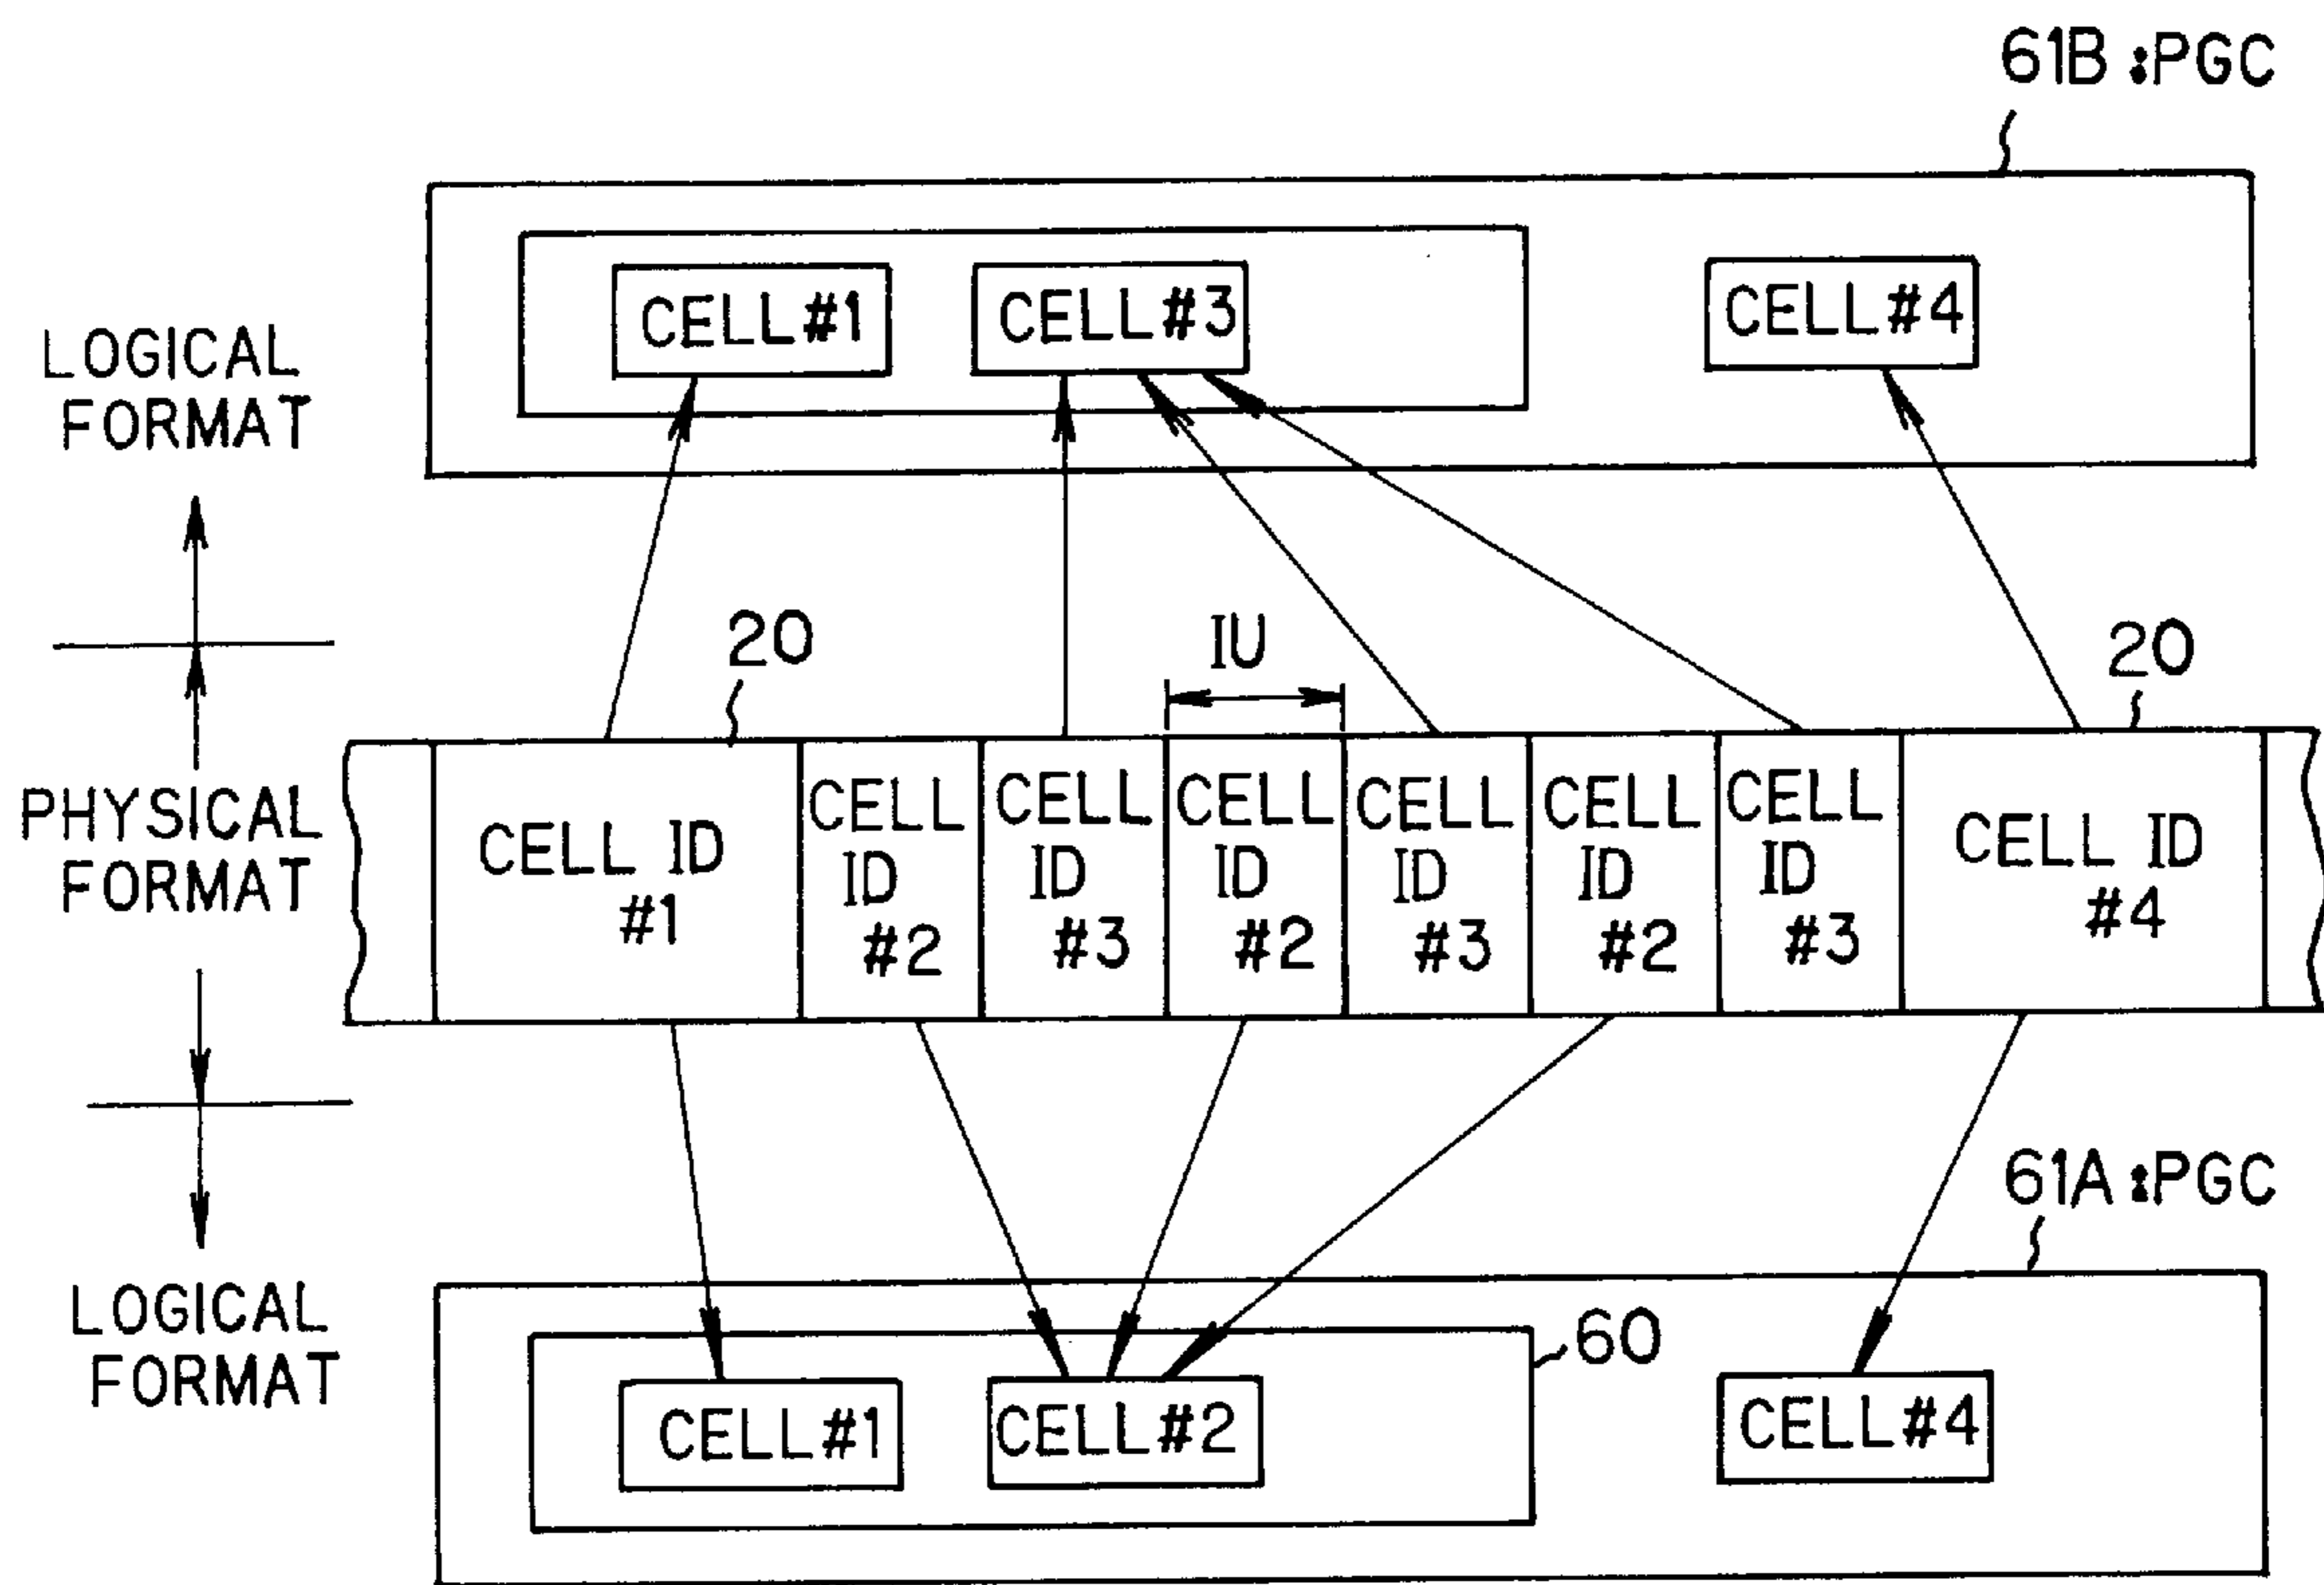 61B :PGC
CELL#1
CELL#3
CELL#4
LOGICAL
FORMAT
20
IU
20
PHYSICAL
FORMAT
CELL ID
#1
CELL
ID
#2
CELL
ID
#3
CELL
ID
#2
CELL
ID
#3
CELL
ID
#2
CELL
ID
#3
CELL ID
#4
61A :PGC
LOGICAL
FORMAT
60
CELL#1
CELL#2
CELL#4